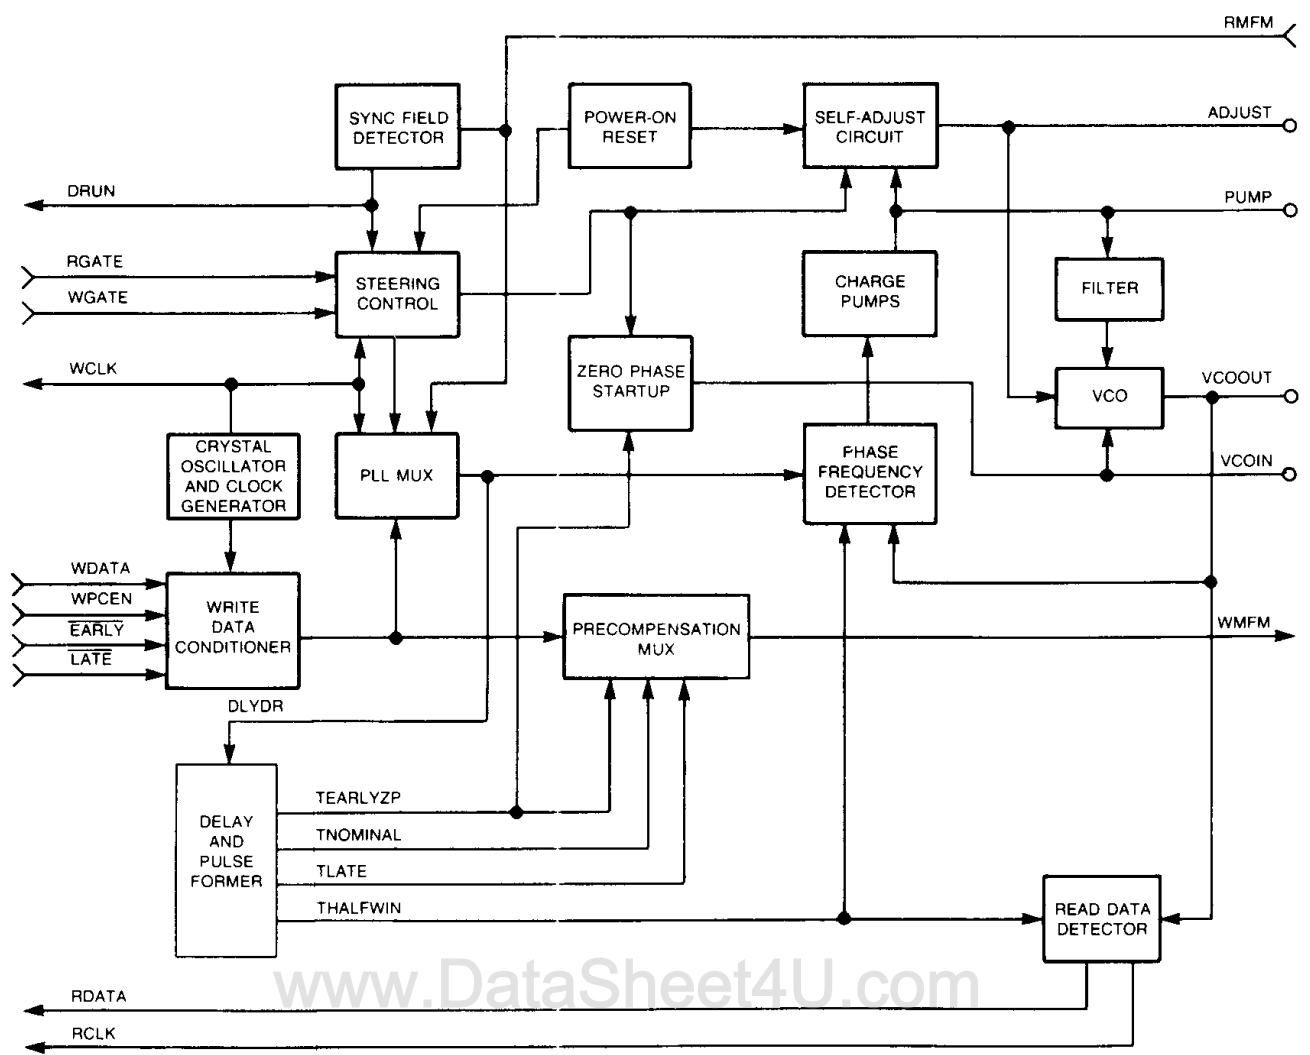 RMFM
SYNC FIELD
DETECTOR
POWER-ON
RESET
SELF-ADJUST
CIRCUIT
ADJUST
DRUN
PUMP
RGATE
WGATE
STEERING
CONTROL
CHARGE
PUMPS
FILTER
WCLK
ZERO PHASE
STARTUP
VCO
VCOOUT
CRYSTAL
OSCILLATOR
AND CLOCK
GENERATOR
PLL MUX
PHASE
FREQUENCY
DETECTOR
VCOIN
WDATA
WPCEN
EARLY
LATE
WRITE
DATA
CONDITIONER
PRECOMPENSATION
MUX
WMFM
DLYDR
DELAY
AND
PULSE
FORMER
TEARLYZP
TNOMINAL
TLATE
THALFWIN
READ DATA
DETECTOR
www.DataSheet4U.com
RDATA
RCLK